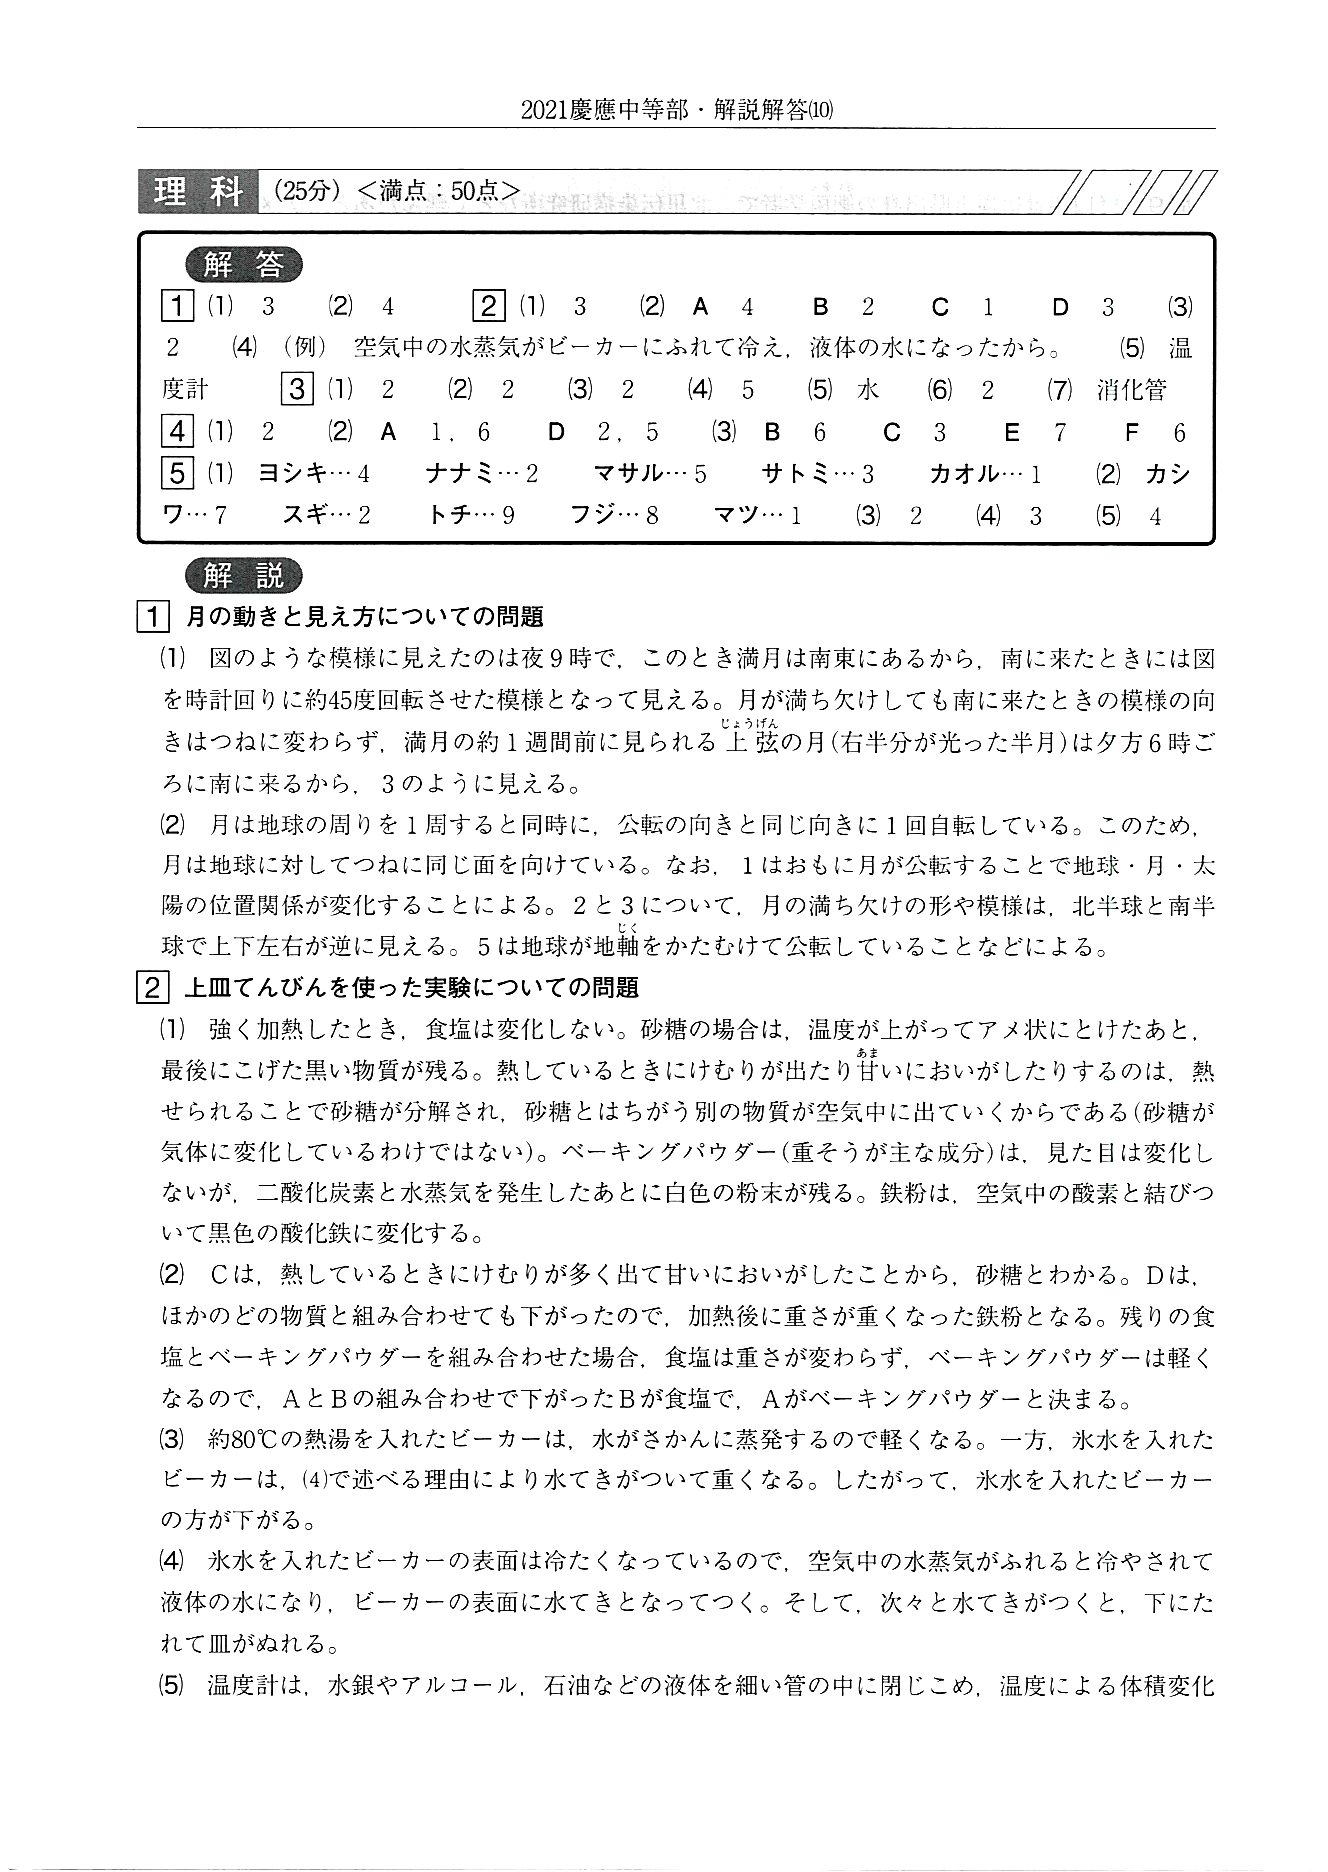 2021慶應中等部・解説解答⑽
理科 （25分）＜満点：50点＞
解答
1 ⑴ 3 ⑵ 4 2 ⑴ 3 ⑵ A 4 B 2 C 1 D 3 ⑶
2 ⑷ （例） 空気中の水蒸気がビーカーにふれて冷え，液体の水になったから。 ⑸ 温
度計 3 ⑴ 2 ⑵ 2 ⑶ 2 ⑷ 5 ⑸ 水 ⑹ 2 ⑺ 消化管
4 ⑴ 2 ⑵ A 1，6 D 2，5 ⑶ B 6 C 3 E 7 F 6
5 ⑴ ヨシキ…4 ナナミ…2 マサル…5 サトミ…3 カオル…1 ⑵ カシ
ワ…7 スギ…2 トチ…9 フジ…8 マツ…1 ⑶ 2 ⑷ 3 ⑸ 4
解説
1 月の動きと見え方についての問題
⑴ 図のような模様に見えたのは夜9時で，このとき満月は南東にあるから，南に来たときには図
を時計回りに約45度回転させた模様となって見える。月が満ち欠けしても南に来たときの模様の向
じょうげん
きはつねに変わらず，満月の約1週間前に見られる上弦の月(右半分が光った半月)は夕方6時ご
ろに南に来るから，3のように見える。
⑵ 月は地球の周りを1周すると同時に，公転の向きと同じ向きに1回自転している。このため，
月は地球に対してつねに同じ面を向けている。なお，1はおもに月が公転することで地球・月・太
陽の位置関係が変化することによる。2と3について，月の満ち欠けの形や模様は，北半球と南半
じく
球で上下左右が逆に見える。5は地球が地軸をかたむけて公転していることなどによる。
2 上皿てんびんを使った実験についての問題
⑴ 強く加熱したとき，食塩は変化しない。砂糖の場合は，温度が上がってアメ状にとけたあと，
あま
最後にこげた黒い物質が残る。熱しているときにけむりが出たり甘いにおいがしたりするのは，熱
せられることで砂糖が分解され，砂糖とはちがう別の物質が空気中に出ていくからである(砂糖が
気体に変化しているわけではない)。ベーキングパウダー(重そうが主な成分)は，見た目は変化し
ないが，二酸化炭素と水蒸気を発生したあとに白色の粉末が残る。鉄粉は，空気中の酸素と結びつ
いて黒色の酸化鉄に変化する。
⑵ Cは，熱しているときにけむりが多く出て甘いにおいがしたことから，砂糖とわかる。Dは，
ほかのどの物質と組み合わせても下がったので，加熱後に重さが重くなった鉄粉となる。残りの食
塩とベーキングパウダーを組み合わせた場合，食塩は重さが変わらず，ベーキングパウダーは軽く
なるので，AとBの組み合わせで下がったBが食塩で，Aがベーキングパウダーと決まる。
⑶ 約80℃の熱湯を入れたビーカーは，水がさかんに蒸発するので軽くなる。一方，氷水を入れた
ビーカーは，⑷で述べる理由により水てきがついて重くなる。したがって，氷水を入れたビーカー
の方が下がる。
⑷ 氷水を入れたビーカーの表面は冷たくなっているので，空気中の水蒸気がふれると冷やされて
液体の水になり，ビーカーの表面に水てきとなってつく。そして，次々と水てきがつくと，下にた
れて皿がぬれる。
⑸ 温度計は，水銀やアルコール，石油などの液体を細い管の中に閉じこめ，温度による体積変化